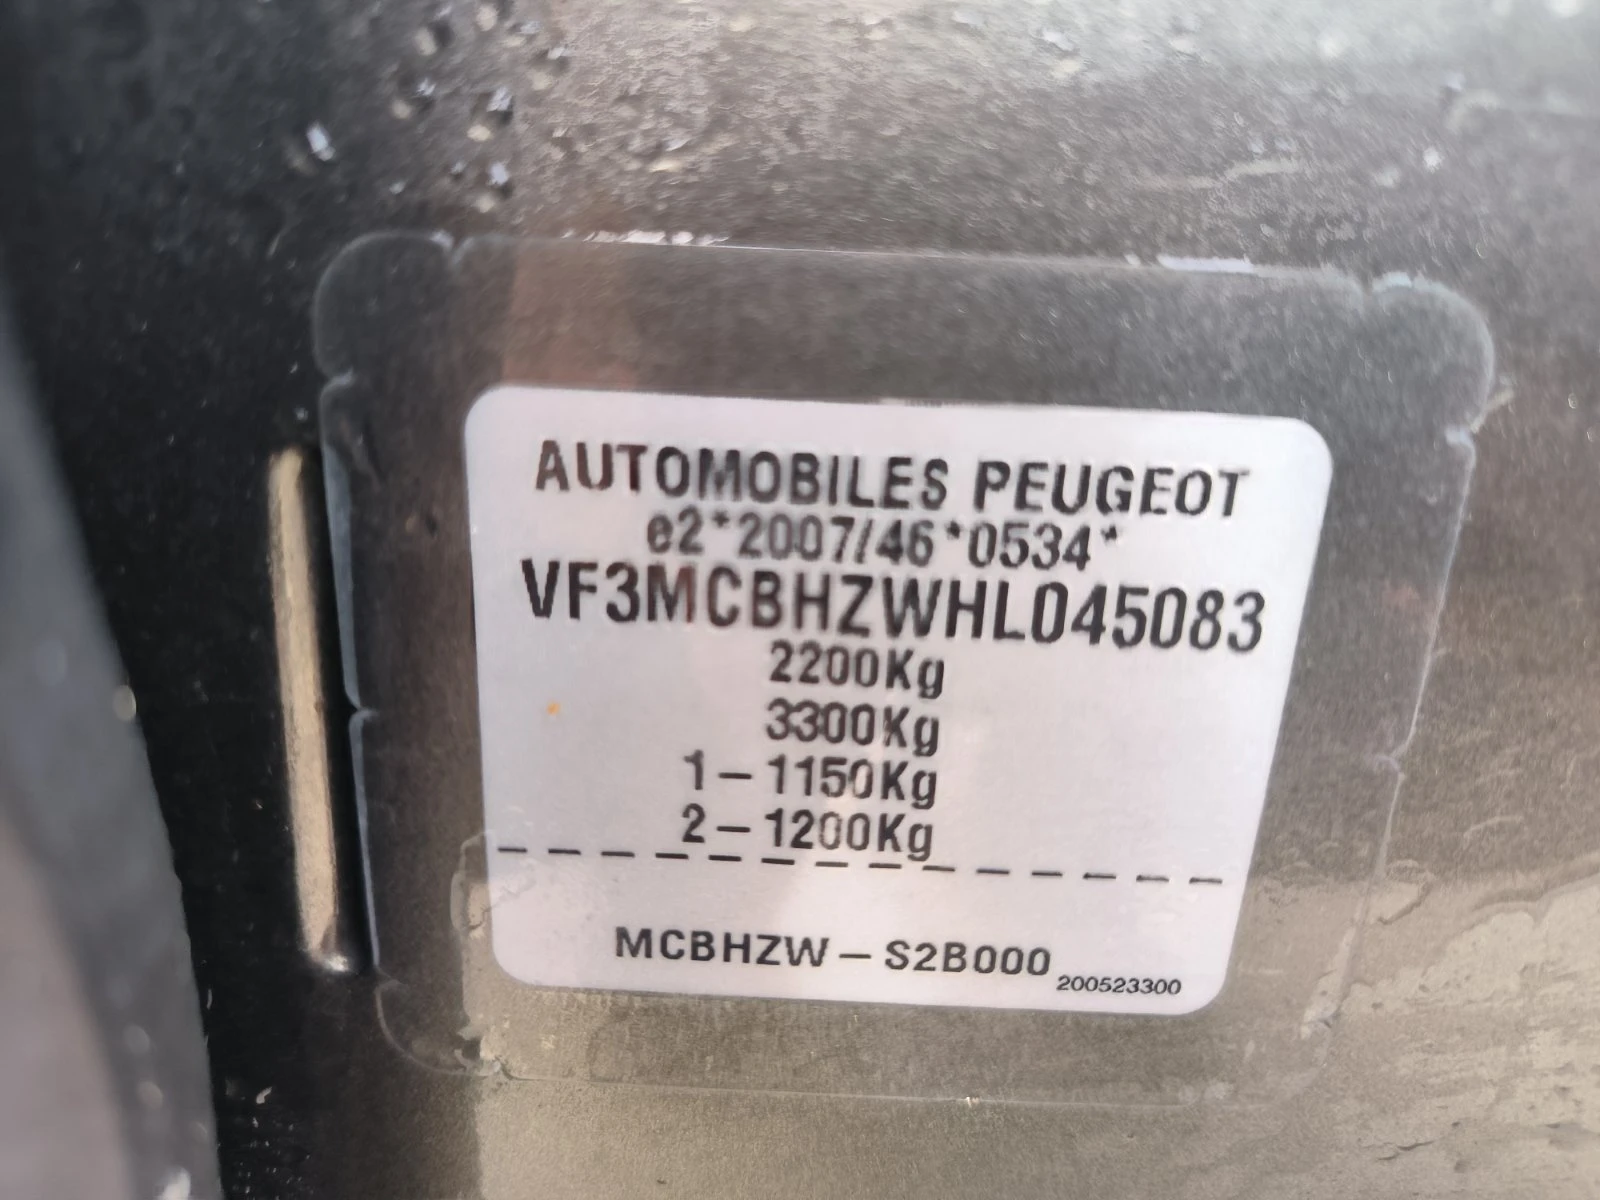 AUTOMOBILES PEUGEOT
e2*2007/46*0534*
VF3MCBHZWHL045083
2200Kg
3300Kg
1-1150Kg
2-1200Kg
MCBHZW-S2B000
200523300